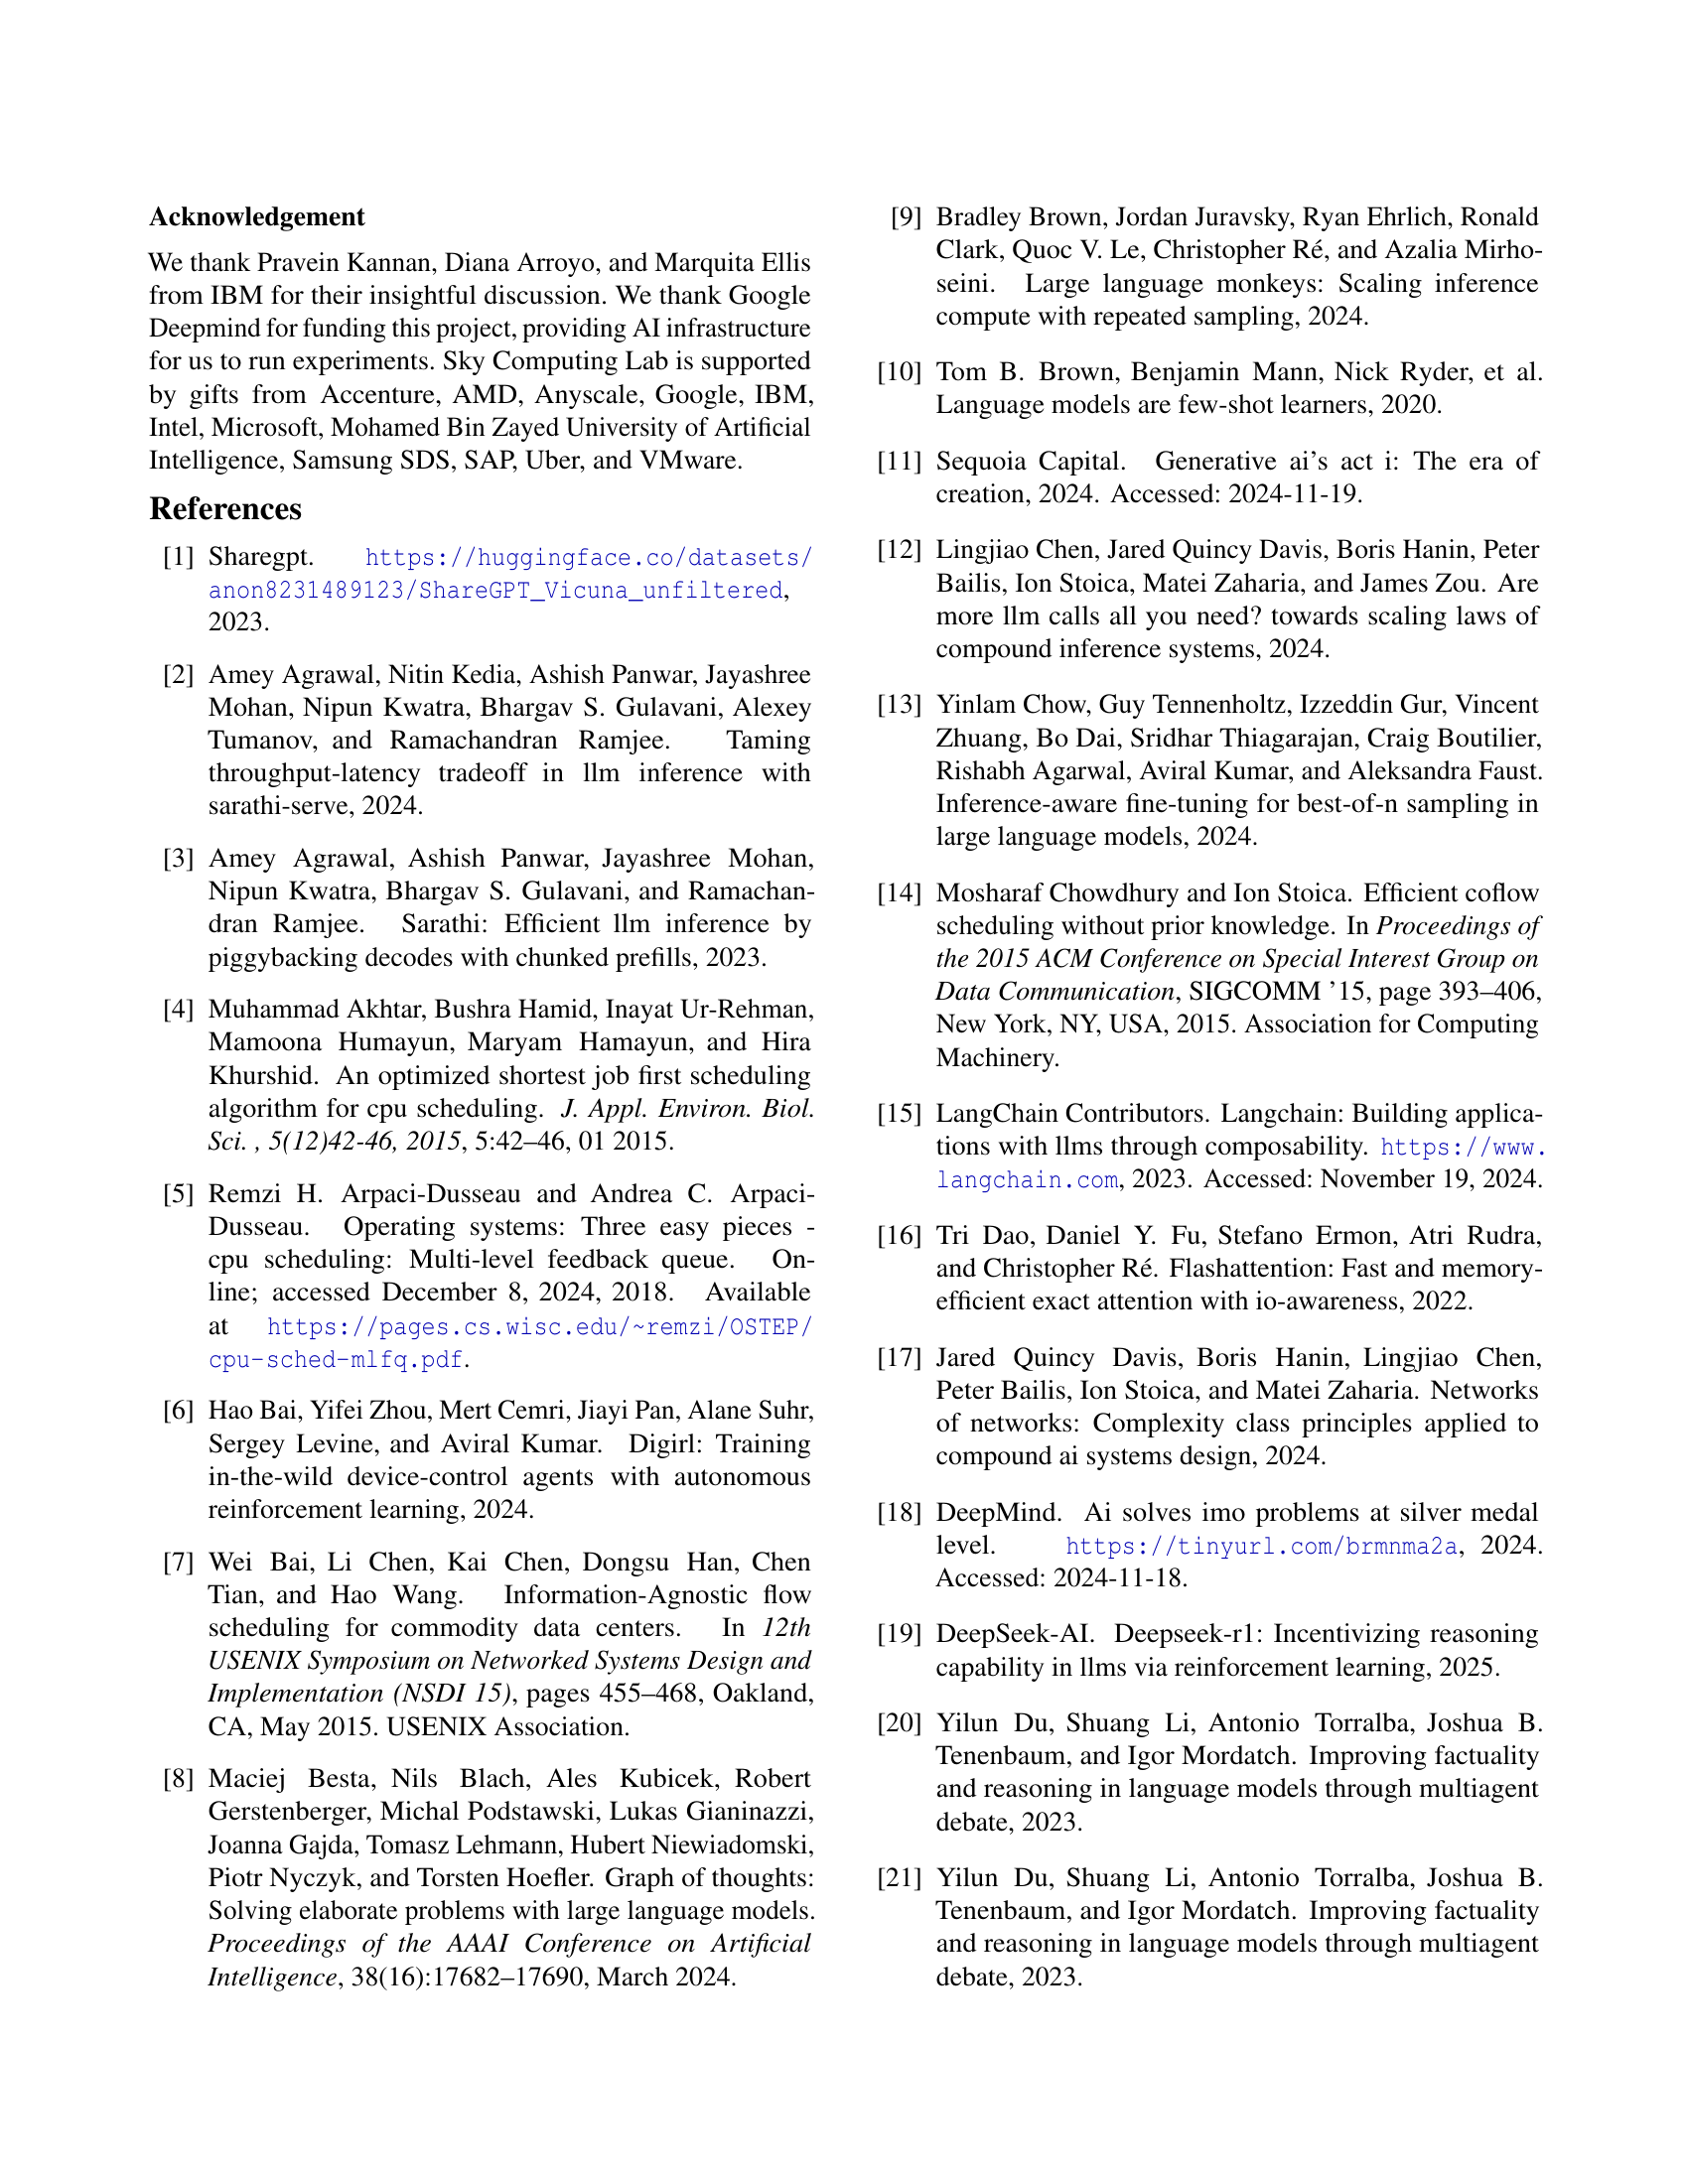 Acknowledgement
We thank Pravein Kannan, Diana Arroyo, and Marquita Ellis
from IBM for their insightful discussion. We thank Google
Deepmind for funding this project, providing AI infrastructure
for us to run experiments. Sky Computing Lab is supported
by gifts from Accenture, AMD, Anyscale, Google, IBM,
Intel, Microsoft, Mohamed Bin Zayed University of Artificial
Intelligence, Samsung SDS, SAP, Uber, and VMware.
References
[1] Sharegpt. https://huggingface.co/datasets/
anon8231489123/ShareGPT_Vicuna_unfiltered,
2023.
[2] Amey Agrawal, Nitin Kedia, Ashish Panwar, Jayashree
Mohan, Nipun Kwatra, Bhargav S. Gulavani, Alexey
Tumanov, and Ramachandran Ramjee. Taming
throughput-latency tradeoff in llm inference with
sarathi-serve, 2024.
[3] Amey Agrawal, Ashish Panwar, Jayashree Mohan,
Nipun Kwatra, Bhargav S. Gulavani, and Ramachan-
dran Ramjee. Sarathi: Efficient llm inference by
piggybacking decodes with chunked prefills, 2023.
[4] Muhammad Akhtar, Bushra Hamid, Inayat Ur-Rehman,
Mamoona Humayun, Maryam Hamayun, and Hira
Khurshid. An optimized shortest job first scheduling
algorithm for cpu scheduling. J. Appl. Environ. Biol.
Sci. , 5(12)42-46, 2015, 5:42–46, 01 2015.
[5] Remzi H. Arpaci-Dusseau and Andrea C. Arpaci-
Dusseau. Operating systems: Three easy pieces -
cpu scheduling: Multi-level feedback queue. On-
line; accessed December 8, 2024, 2018. Available
at https://pages.cs.wisc.edu/~remzi/OSTEP/
cpu-sched-mlfq.pdf.
[6] Hao Bai, Yifei Zhou, Mert Cemri, Jiayi Pan, Alane Suhr,
Sergey Levine, and Aviral Kumar. Digirl: Training
in-the-wild device-control agents with autonomous
reinforcement learning, 2024.
[7] Wei Bai, Li Chen, Kai Chen, Dongsu Han, Chen
Tian, and Hao Wang. Information-Agnostic flow
scheduling for commodity data centers. In 12th
USENIX Symposium on Networked Systems Design and
Implementation (NSDI 15), pages 455–468, Oakland,
CA, May 2015. USENIX Association.
[8] Maciej Besta, Nils Blach, Ales Kubicek, Robert
Gerstenberger, Michal Podstawski, Lukas Gianinazzi,
Joanna Gajda, Tomasz Lehmann, Hubert Niewiadomski,
Piotr Nyczyk, and Torsten Hoefler. Graph of thoughts:
Solving elaborate problems with large language models.
Proceedings of the AAAI Conference on Artificial
Intelligence, 38(16):17682–17690, March 2024.
[9] Bradley Brown, Jordan Juravsky, Ryan Ehrlich, Ronald
Clark, Quoc V. Le, Christopher Ré, and Azalia Mirho-
seini. Large language monkeys: Scaling inference
compute with repeated sampling, 2024.
[10] Tom B. Brown, Benjamin Mann, Nick Ryder, et al.
Language models are few-shot learners, 2020.
[11] Sequoia Capital. Generative ai's act i: The era of
creation, 2024. Accessed: 2024-11-19.
[12] Lingjiao Chen, Jared Quincy Davis, Boris Hanin, Peter
Bailis, Ion Stoica, Matei Zaharia, and James Zou. Are
more llm calls all you need? towards scaling laws of
compound inference systems, 2024.
[13] Yinlam Chow, Guy Tennenholtz, Izzeddin Gur, Vincent
Zhuang, Bo Dai, Sridhar Thiagarajan, Craig Boutilier,
Rishabh Agarwal, Aviral Kumar, and Aleksandra Faust.
Inference-aware fine-tuning for best-of-n sampling in
large language models, 2024.
[14] Mosharaf Chowdhury and Ion Stoica. Efficient coflow
scheduling without prior knowledge. In Proceedings of
the 2015 ACM Conference on Special Interest Group on
Data Communication, SIGCOMM '15, page 393–406,
New York, NY, USA, 2015. Association for Computing
Machinery.
[15] LangChain Contributors. Langchain: Building applica-
tions with llms through composability. https://www.
langchain.com, 2023. Accessed: November 19, 2024.
[16] Tri Dao, Daniel Y. Fu, Stefano Ermon, Atri Rudra,
and Christopher Ré. Flashattention: Fast and memory-
efficient exact attention with io-awareness, 2022.
[17] Jared Quincy Davis, Boris Hanin, Lingjiao Chen,
Peter Bailis, Ion Stoica, and Matei Zaharia. Networks
of networks: Complexity class principles applied to
compound ai systems design, 2024.
[18] DeepMind. Ai solves imo problems at silver medal
level. https://tinyurl.com/brmnma2a, 2024.
Accessed: 2024-11-18.
[19] DeepSeek-AI. Deepseek-r1: Incentivizing reasoning
capability in llms via reinforcement learning, 2025.
[20] Yilun Du, Shuang Li, Antonio Torralba, Joshua B.
Tenenbaum, and Igor Mordatch. Improving factuality
and reasoning in language models through multiagent
debate, 2023.
[21] Yilun Du, Shuang Li, Antonio Torralba, Joshua B.
Tenenbaum, and Igor Mordatch. Improving factuality
and reasoning in language models through multiagent
debate, 2023.